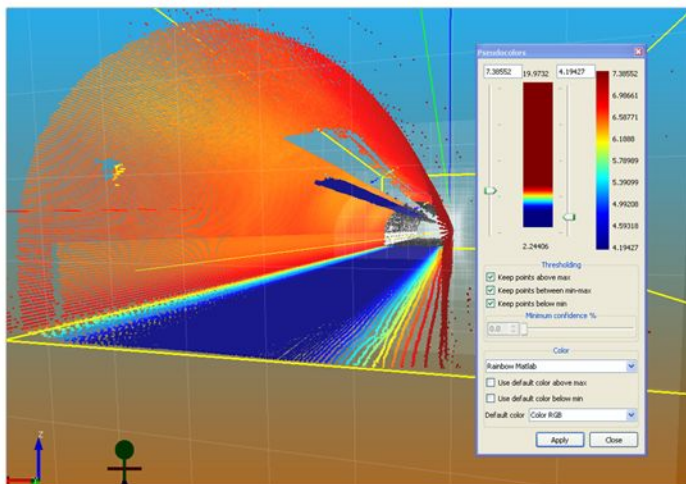 Pseudocolors
7.38552 19.9732 4.19427
7.38552
6.98661
6.58771
6.1888
5.78989
5.39099
4.99208
4.59318
4.19427
2.24406
Thresholding
Keep points above max
Keep points between min-max
Keep points below min
Minimum confidence %
0.0
Color
Rainbow Matlab
Use default color above max
Use default color below min
Default color Color RGB
Apply Close
Z